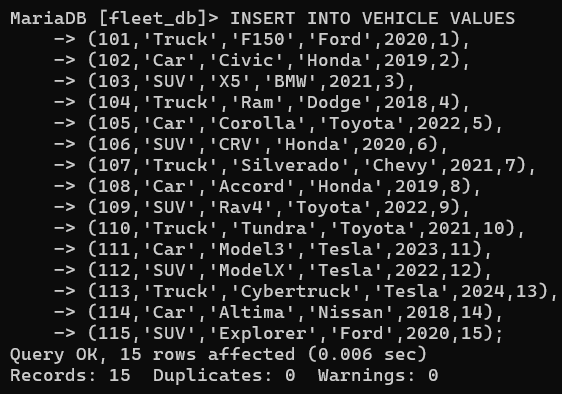 MariaDB [fleet_db]> INSERT INTO VEHICLE VALUES
    -> (101,'Truck','F150','Ford',2020,1),
    -> (102,'Car','Civic','Honda',2019,2),
    -> (103,'SUV','X5','BMW',2021,3),
    -> (104,'Truck','Ram','Dodge',2018,4),
    -> (105,'Car','Corolla','Toyota',2022,5),
    -> (106,'SUV','CRV','Honda',2020,6),
    -> (107,'Truck','Silverado','Chevy',2021,7),
    -> (108,'Car','Accord','Honda',2019,8),
    -> (109,'SUV','Rav4','Toyota',2022,9),
    -> (110,'Truck','Tundra','Toyota',2021,10),
    -> (111,'Car','Model3','Tesla',2023,11),
    -> (112,'SUV','ModelX','Tesla',2022,12),
    -> (113,'Truck','Cybertruck','Tesla',2024,13),
    -> (114,'Car','Altima','Nissan',2018,14),
    -> (115,'SUV','Explorer','Ford',2020,15);
Query OK, 15 rows affected (0.006 sec)
Records: 15  Duplicates: 0  Warnings: 0